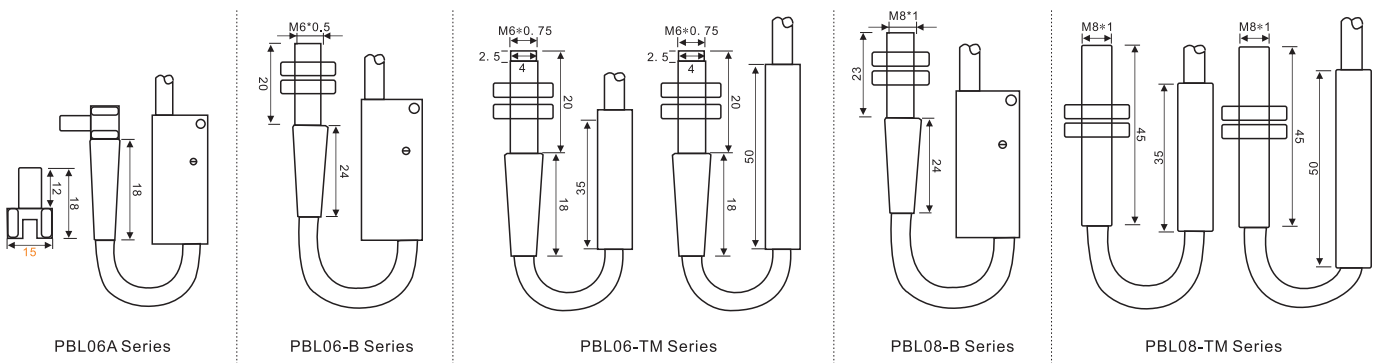 12
18
15
18
PBL06A Series
M6*0.5
20
24
PBL06-B Series
M6*0.75
2.5
4
20
35
18
M6*0.75
2.5
4
20
50
18
PBL06-TM Series
M8*1
23
24
PBL08-B Series
M8*1
45
35
M8*1
45
50
PBL08-TM Series